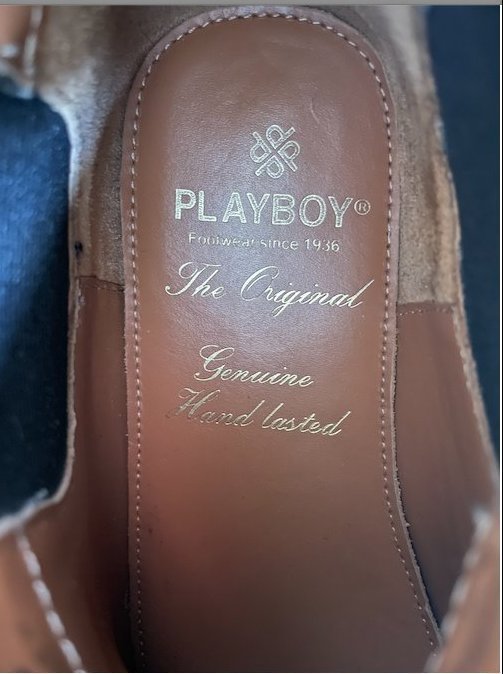 PLAYBOY®
Footwear since 1936
The Original
Genuine
Hand lasted